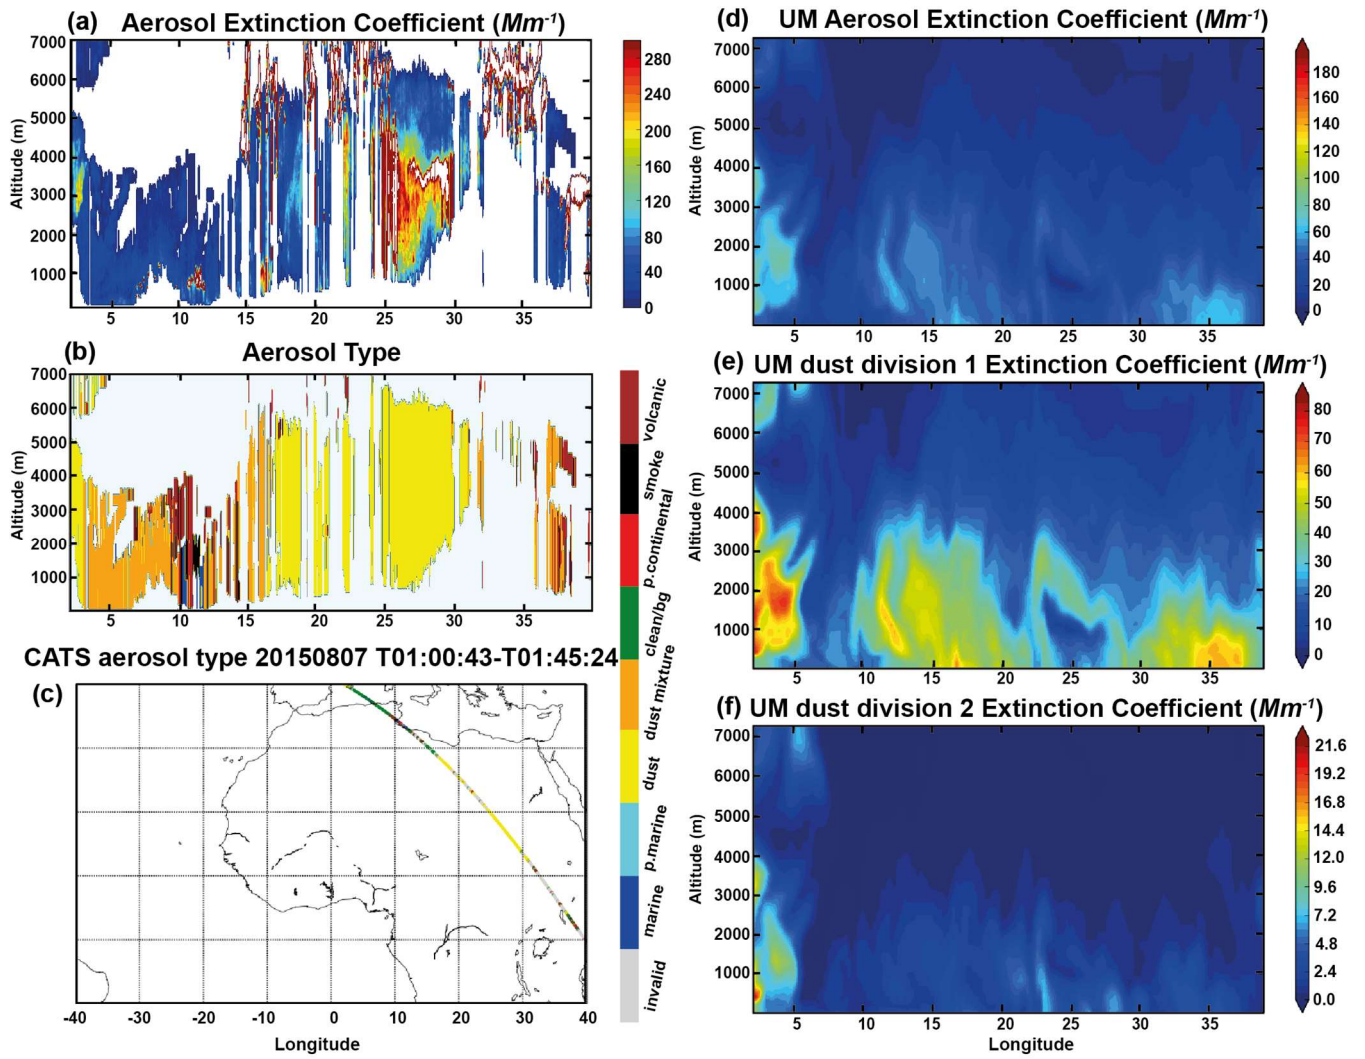 (a) Aerosol Extinction Coefficient (Mm⁻¹)
7000
6000
5000
4000
3000
2000
1000
Altitude (m)
5 10 15 20 25 30 35
280
240
200
160
120
80
40
0
(b) Aerosol Type
7000
6000
5000
4000
3000
2000
1000
Altitude (m)
5 10 15 20 25 30 35
volcanic
smoke
p.continental
clean/bg
dust mixture
dust
p.marine
marine
invalid
CATS aerosol type 20150807 T01:00:43-T01:45:24
(c)
-40 -30 -20 -10 0 10 20 30 40
Longitude
(d) UM Aerosol Extinction Coefficient (Mm⁻¹)
7000
6000
5000
4000
3000
2000
1000
Altitude (m)
5 10 15 20 25 30 35
180
160
140
120
100
80
60
40
20
0
(e) UM dust division 1 Extinction Coefficient (Mm⁻¹)
7000
6000
5000
4000
3000
2000
1000
Altitude (m)
5 10 15 20 25 30 35
80
70
60
50
40
30
20
10
0
(f) UM dust division 2 Extinction Coefficient (Mm⁻¹)
7000
6000
5000
4000
3000
2000
1000
Altitude (m)
5 10 15 20 25 30 35
Longitude
21.6
19.2
16.8
14.4
12.0
9.6
7.2
4.8
2.4
0.0